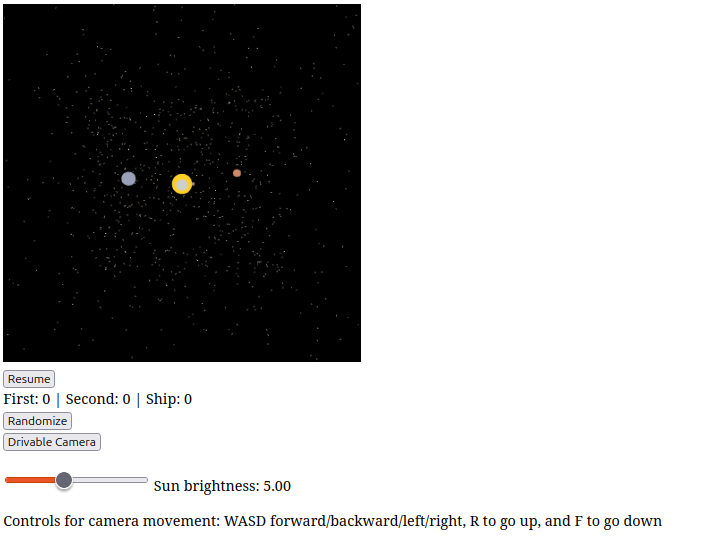 Resume
First: 0 | Second: 0 | Ship: 0
Randomize
Drivable Camera
Sun brightness: 5.00
Controls for camera movement: WASD forward/backward/left/right, R to go up, and F to go down